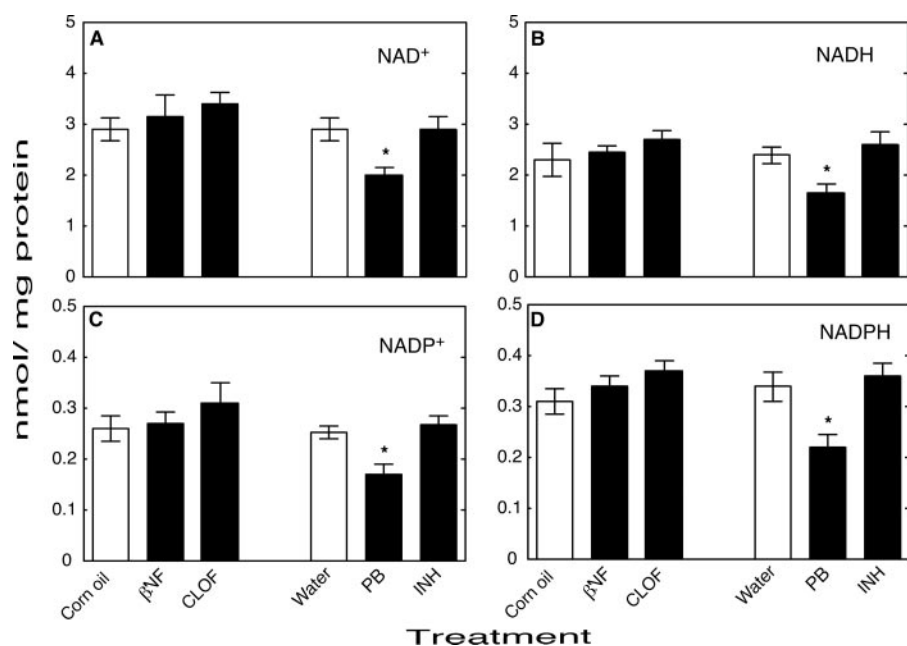 A
NAD+
5
4
3
2
1
0
*
B
NADH
5
4
3
2
1
0
*
nmol/ mg protein
C
NADP+
0.5
0.4
0.3
0.2
0.1
0
*
Corn oil
βNF
CLOF
Water
PB
INH
D
NADPH
0.5
0.4
0.3
0.2
0.1
0
*
Corn oil
βNF
CLOF
Water
PB
INH
Treatment